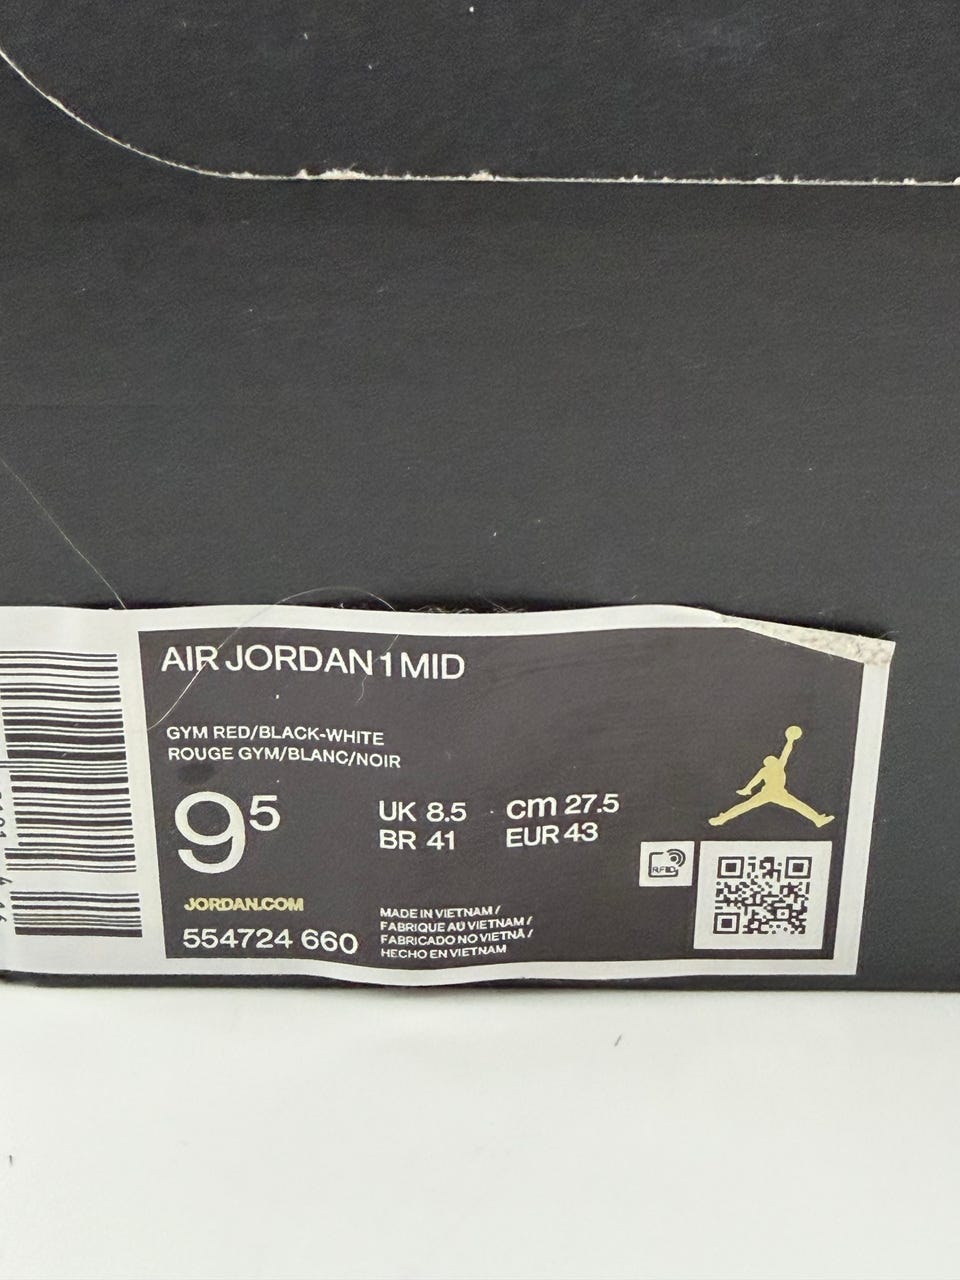 AIR JORDAN 1 MID
GYM RED/BLACK-WHITE
ROUGE GYM/BLANC/NOIR
9⁵
UK 8.5 cm 27.5
BR 41 EUR 43
RFID
JORDAN.COM
554724 660
MADE IN VIETNAM /
FABRIQUE AU VIETNAM /
FABRICADO NO VIETNÃ /
HECHO EN VIETNAM